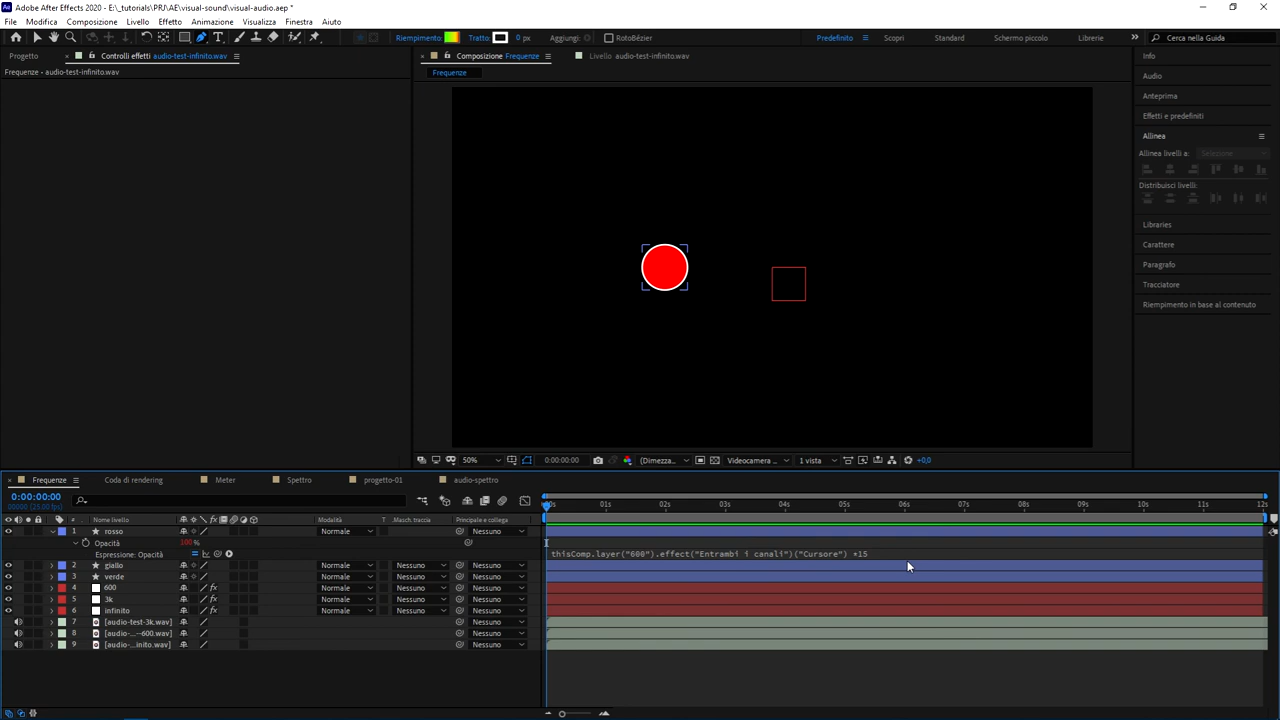 Adobe After Effects 2020 - E:\_tutorials\PRJ\AE\visual-sound\visual-audio.aep *
File Modifica Composizione Livello Effetto Animazione Visualizza Finestra Aiuto
Riempimento: Tratto: 0 px Aggiungi: RotoBézier Predefinito Scopri Standard Schermo piccolo Librerie Cerca nella Guida
Progetto Controlli effetti audio-test-infinito.wav Composizione Frequenze Livello audio-test-infinito.wav Info
Frequenze - audio-test-infinito.wav Frequenze
Audio
Anteprima
Effetti e predefiniti
Allinea
Allinea livelli a: Selezione
Distribuisci livelli:
Libraries
Carattere
Paragrafo
Tracciatore
Riempimento in base al contenuto
50% 0:00:00:00 (Dimezza... Videocamera ... 1 vista +0,0
Frequenze Coda di rendering Meter Spettro progetto-01 audio-spettro
0:00:00:00
00000 (25.00 fps)
00s 01s 02s 03s 04s 05s 06s 07s 08s 09s 10s 11s 12s
Nome livello Modalità T Masch. traccia Principale e collega
1 rosso Normale Nessuno
Opacità 100 %
Expressione: Opacità thisComp.layer("600").effect("Entrambi i canali")("Cursore") +15
2 giallo Normale Nessuno Nessuno
3 verde Normale Nessuno Nessuno
4 600 fx Normale Nessuno Nessuno
5 3k fx Normale Nessuno Nessuno
6 infinito fx Normale Nessuno Nessuno
7 [audio-test-3k.wav] Nessuno
8 [audio-...--600.wav] Nessuno
9 [audio-...inito.wav] Nessuno